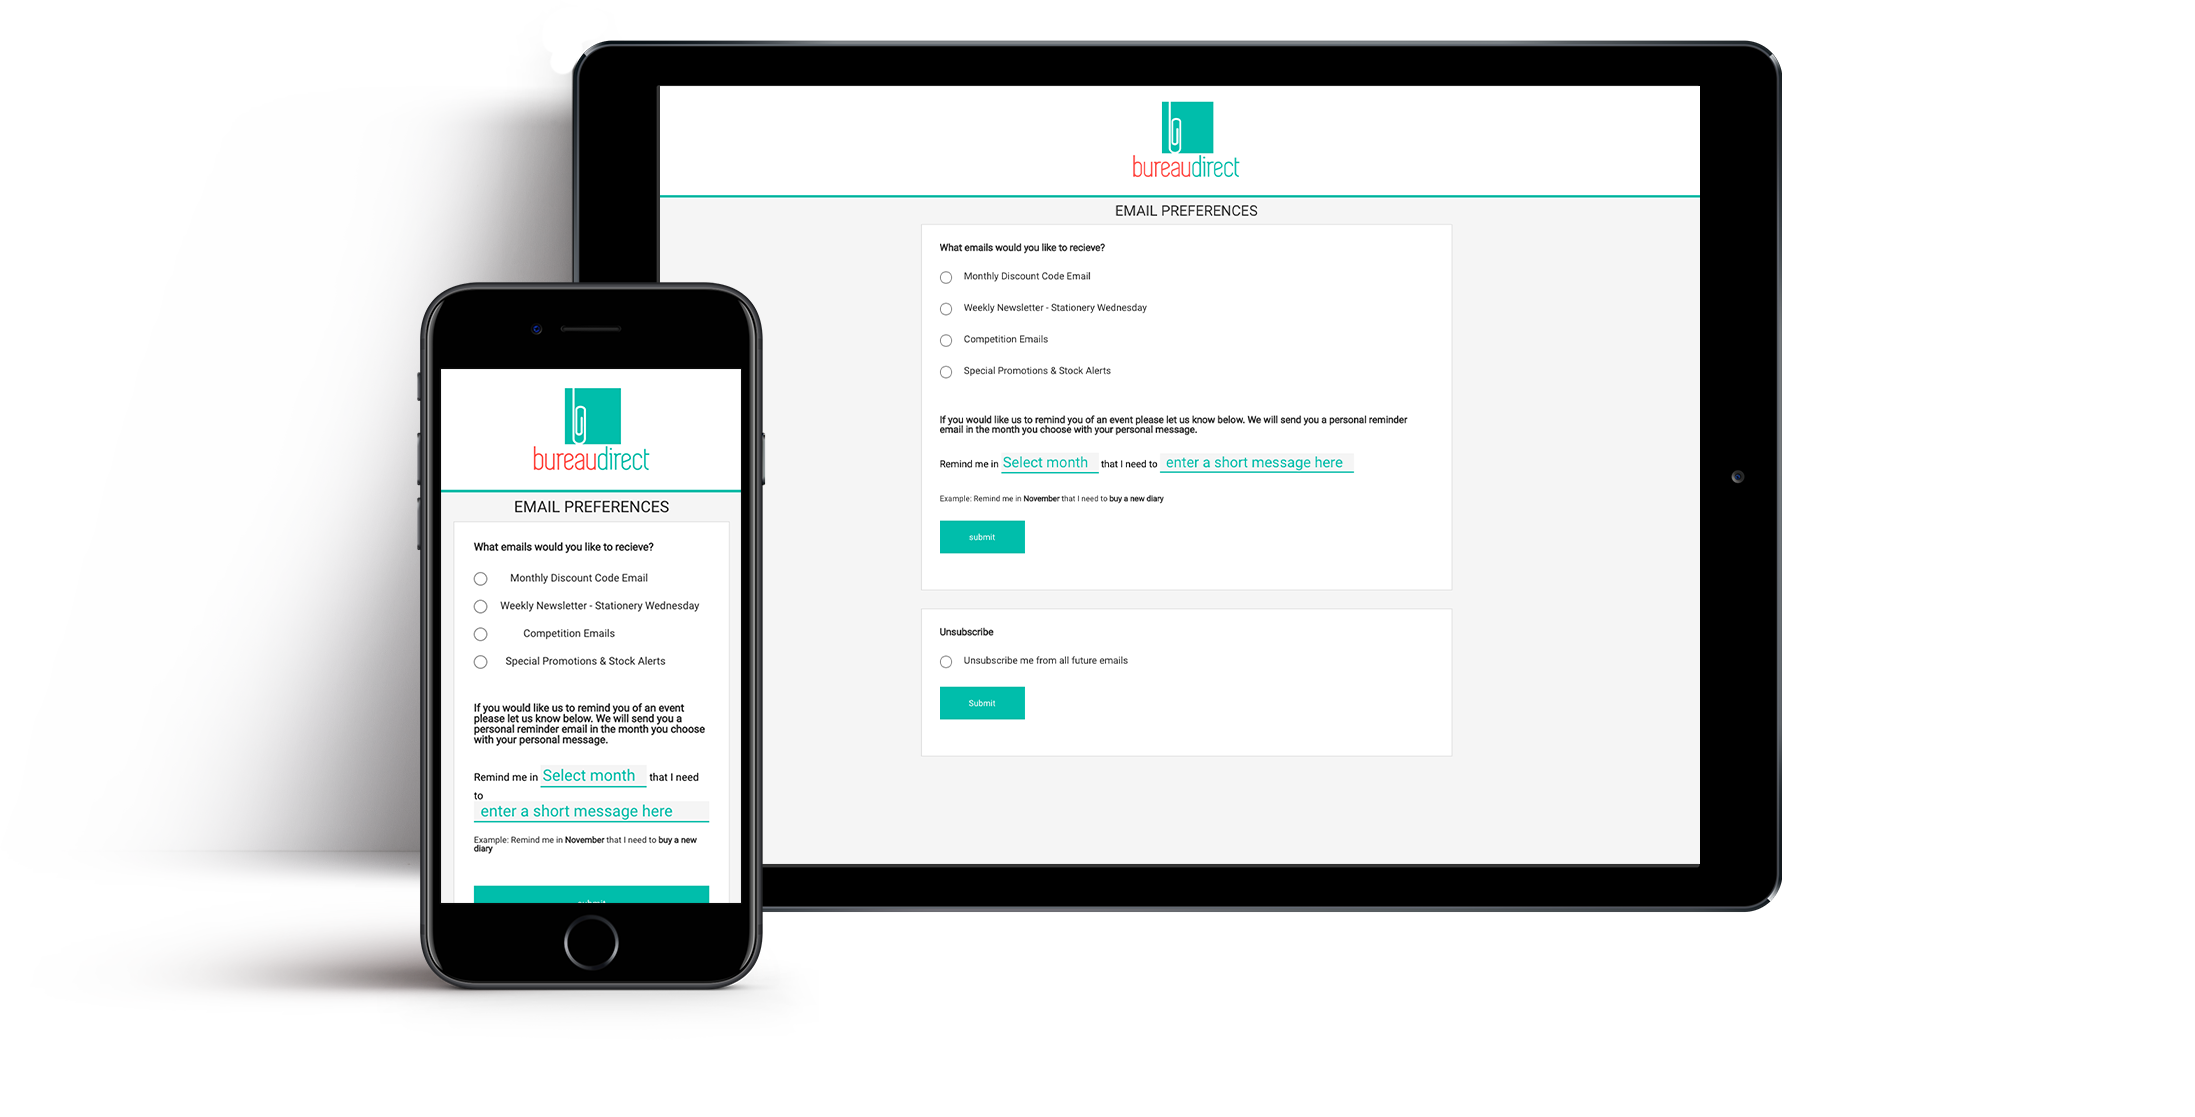 bureaudirect
EMAIL PREFERENCES
What emails would you like to recieve?
Monthly Discount Code Email
Weekly Newsletter - Stationery Wednesday
Competition Emails
Special Promotions & Stock Alerts
If you would like us to remind you of an event please let us know below. We will send you a personal reminder
email in the month you choose with your personal message.
Remind me in Select month that I need to enter a short message here
Example: Remind me in November that I need to buy a new diary
submit
Unsubscribe
Unsubscribe me from all future emails
Submit
bureaudirect
EMAIL PREFERENCES
What emails would you like to recieve?
Monthly Discount Code Email
Weekly Newsletter - Stationery Wednesday
Competition Emails
Special Promotions & Stock Alerts
If you would like us to remind you of an event
please let us know below. We will send you a
personal reminder email in the month you choose
with your personal message.
Remind me in Select month that I need
to
enter a short message here
Example: Remind me in November that I need to buy a new
diary
submit